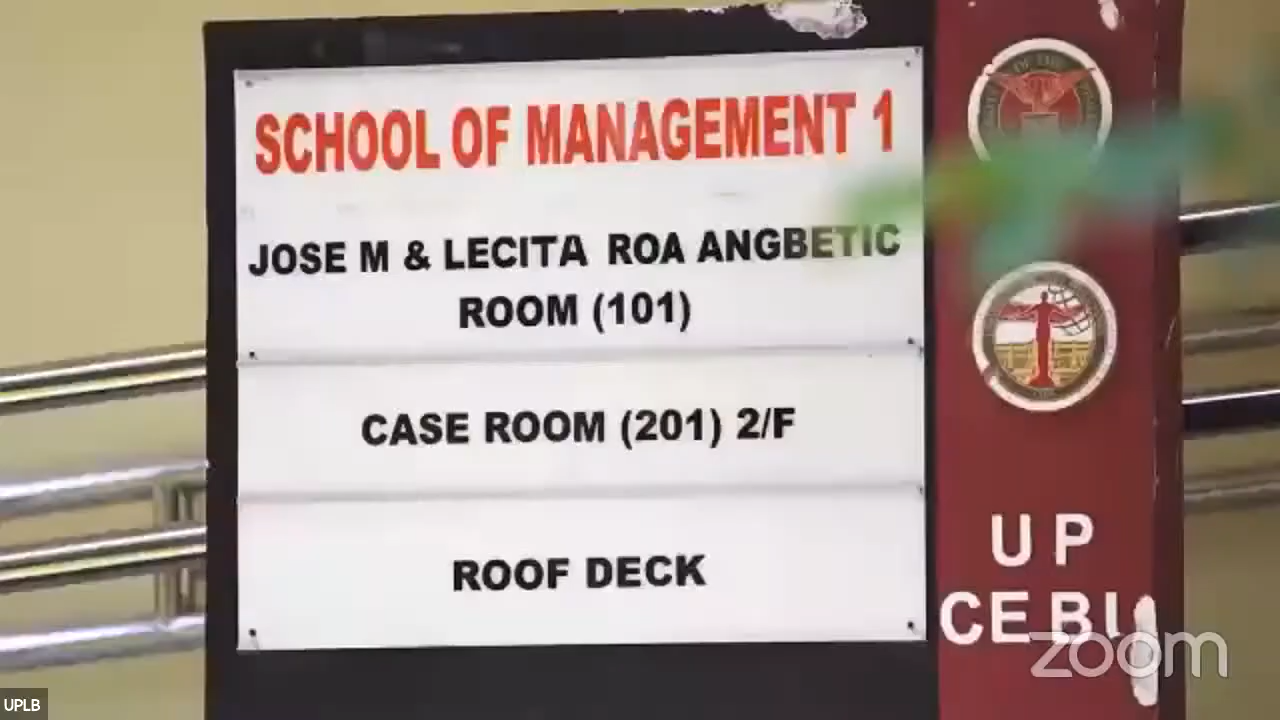 SCHOOL OF MANAGEMENT 1
JOSE M & LECITA ROA ANGBETIC
ROOM (101)
CASE ROOM (201) 2/F
ROOF DECK
UP
CEBU
zoom
UPLB